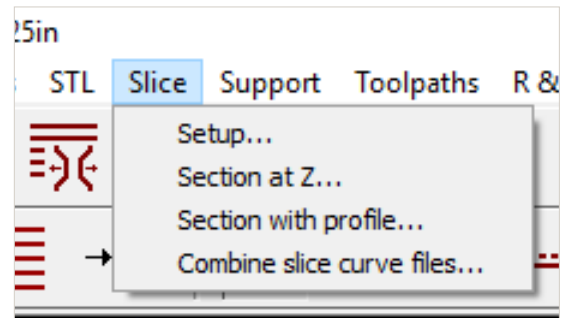 25in
STL Slice Support Toolpaths R &
Setup...
Section at Z...
Section with profile...
Combine slice curve files...